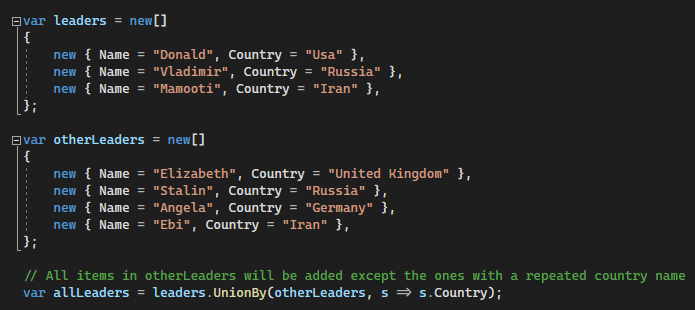 var leaders = new[]
{
    new { Name = "Donald", Country = "Usa" },
    new { Name = "Vladimir", Country = "Russia" },
    new { Name = "Mamooti", Country = "Iran" },
};
var otherLeaders = new[]
{
    new { Name = "Elizabeth", Country = "United Kingdom" },
    new { Name = "Stalin", Country = "Russia" },
    new { Name = "Angela", Country = "Germany" },
    new { Name = "Ebi", Country = "Iran" },
};
// All items in otherLeaders will be added except the ones with a repeated country name
var allLeaders = leaders.UnionBy(otherLeaders, s => s.Country);